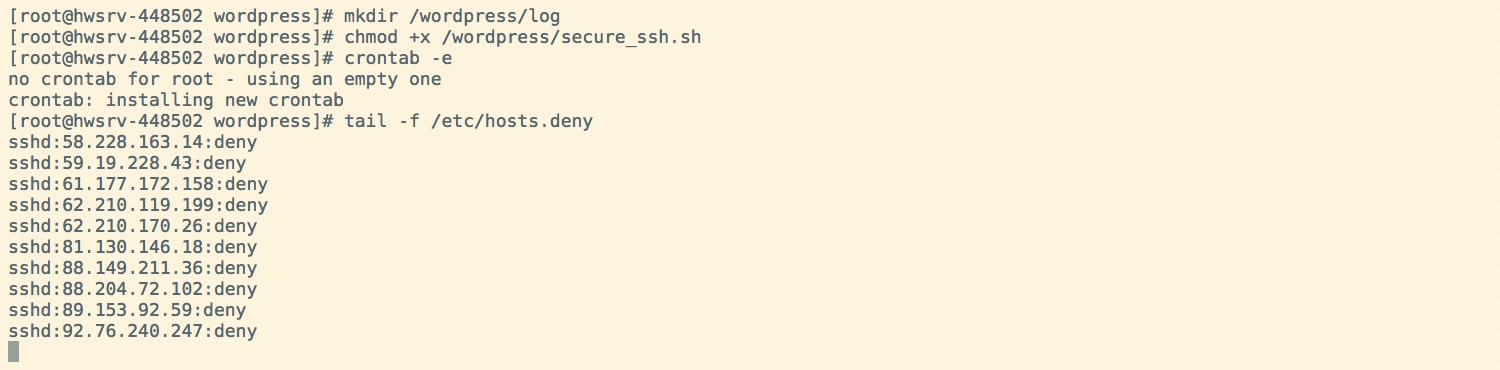 [root@hwsrv-448502 wordpress]# mkdir /wordpress/log
[root@hwsrv-448502 wordpress]# chmod +x /wordpress/secure_ssh.sh
[root@hwsrv-448502 wordpress]# crontab -e
no crontab for root - using an empty one
crontab: installing new crontab
[root@hwsrv-448502 wordpress]# tail -f /etc/hosts.deny
sshd:58.228.163.14:deny
sshd:59.19.228.43:deny
sshd:61.177.172.158:deny
sshd:62.210.119.199:deny
sshd:62.210.170.26:deny
sshd:81.130.146.18:deny
sshd:88.149.211.36:deny
sshd:88.204.72.102:deny
sshd:89.153.92.59:deny
sshd:92.76.240.247:deny